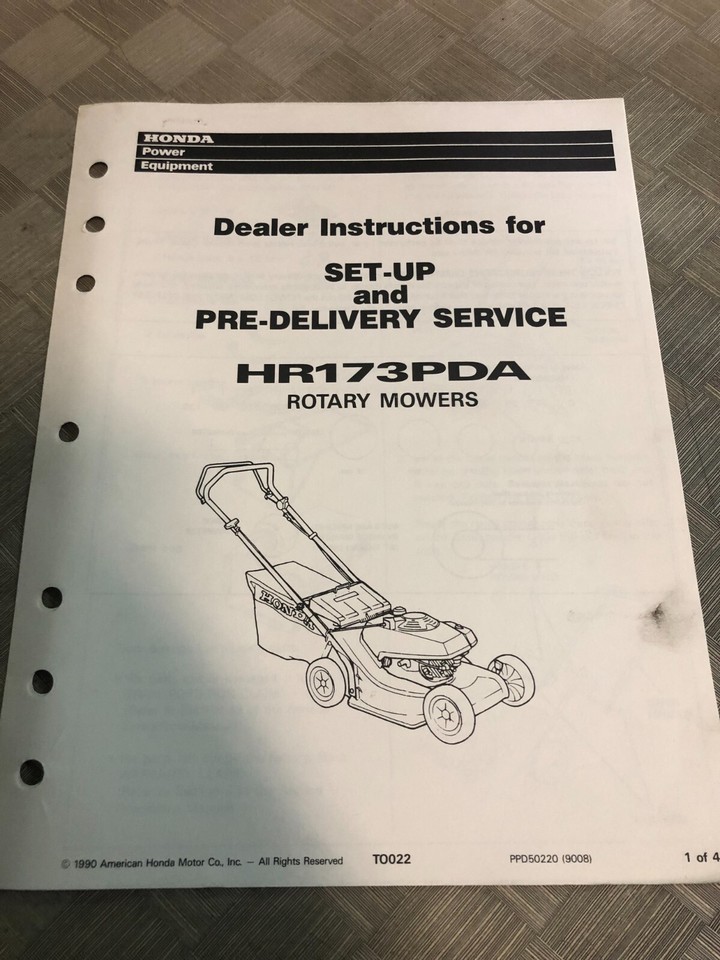 HONDA
Power
Equipment
Dealer Instructions for
SET-UP
and
PRE-DELIVERY SERVICE
HR173PDA
ROTARY MOWERS
HONDA
© 1990 American Honda Motor Co., Inc. — All Rights Reserved TO022 PPD50220 (9008) 1 of 4